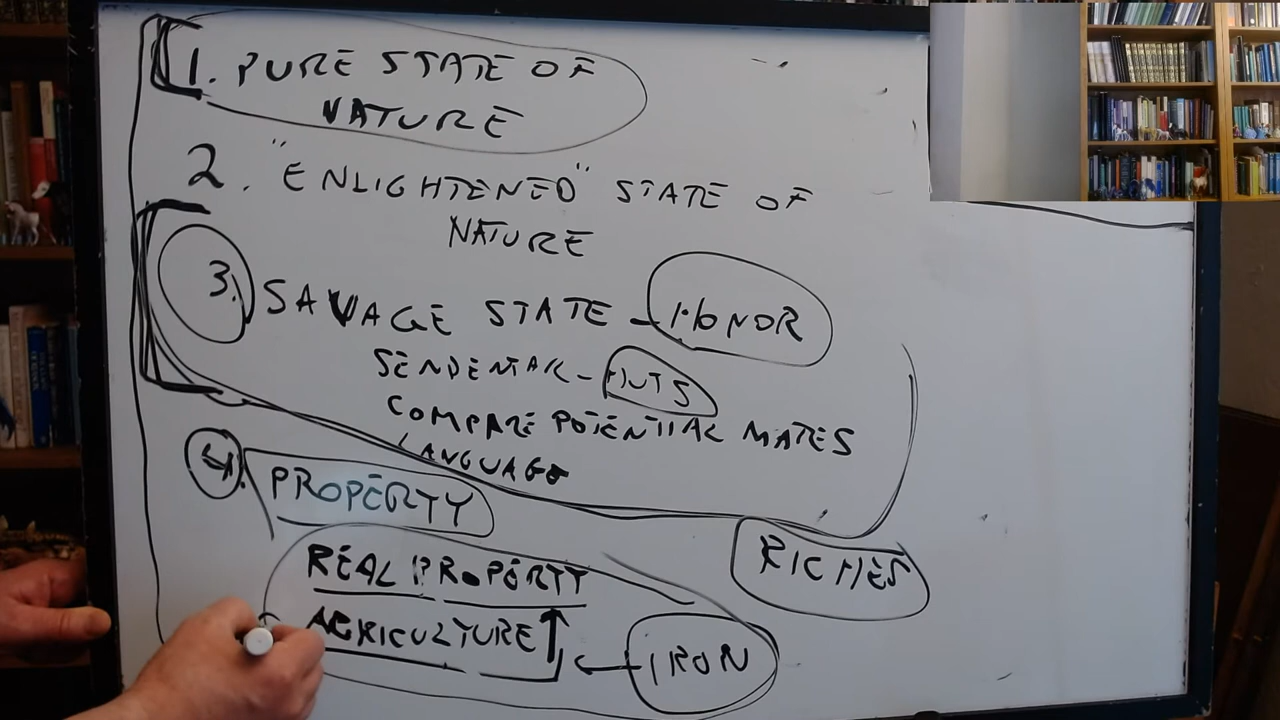 1. PURE STATE OF
NATURE
2. "ENLIGHTENED" STATE OF
NATURE
3. SAVAGE STATE - HONOR
SENDENTAR - HUTS
COMPARE POTENTIAL MATES
LANGUAGE
4. PROPERTY
RICHES
REAL PROPERTY
AGRICULTURE ↑ ← IRON